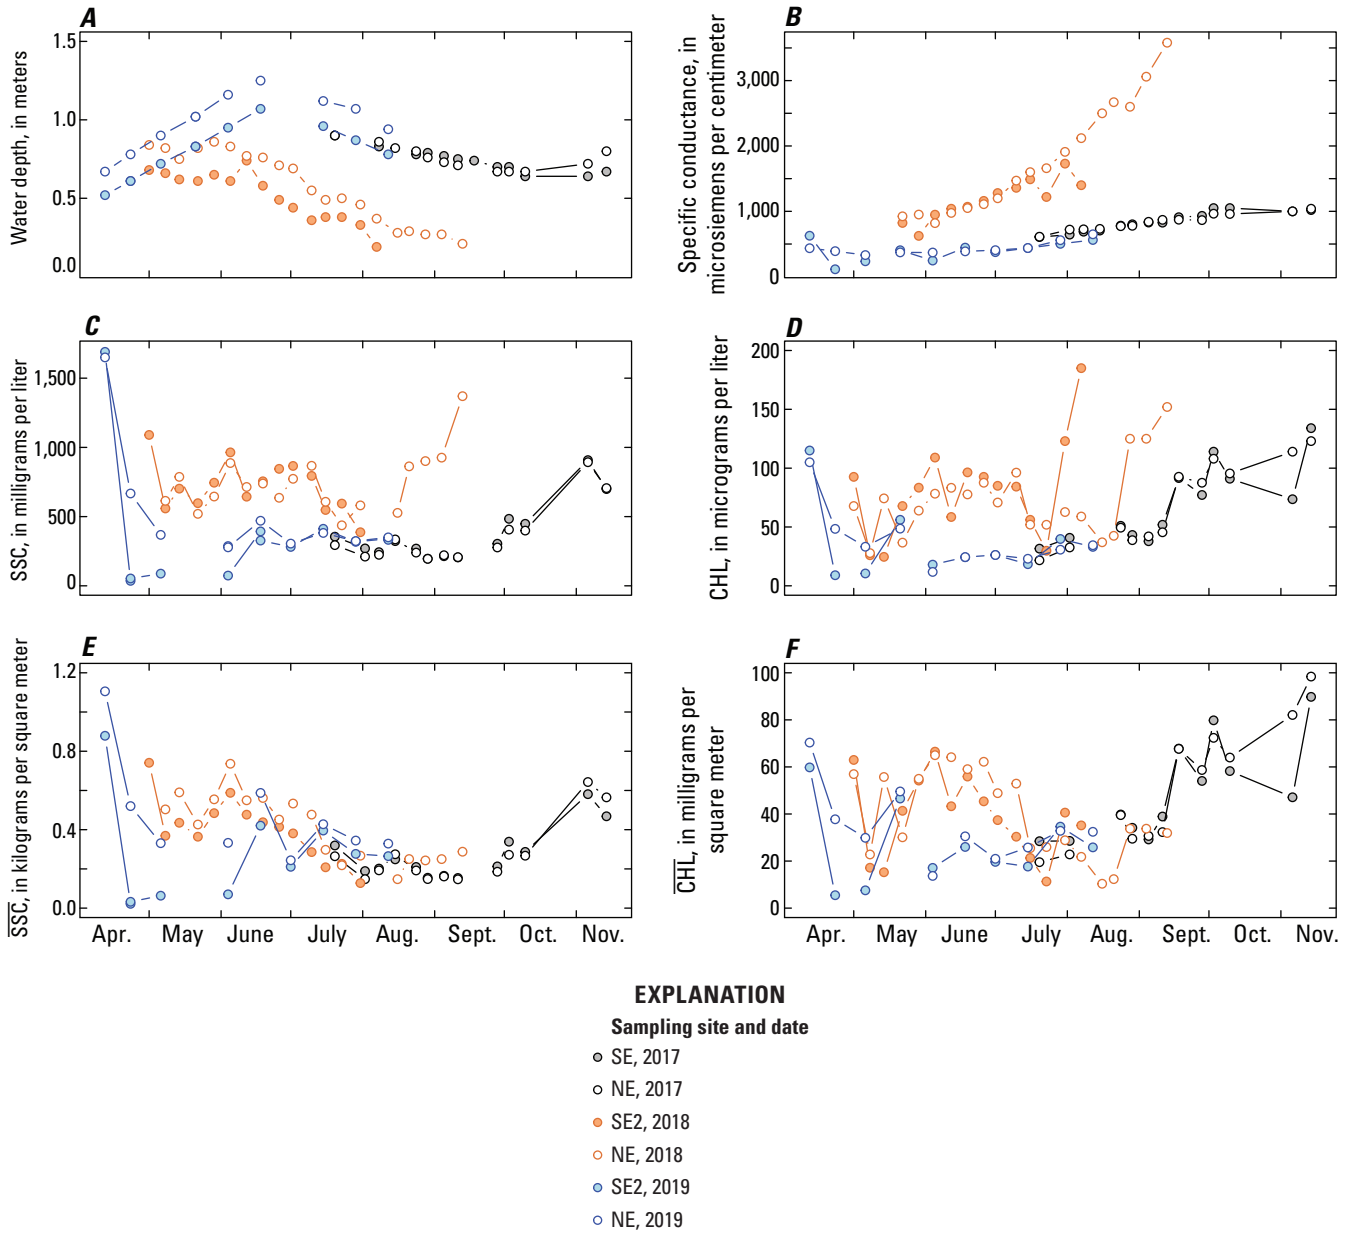 A
Water depth, in meters
1.5
1.0
0.5
0.0
B
Specific conductance, in
microsiemens per centimeter
3,000
2,000
1,000
0
C
SSC, in milligrams per liter
1,500
1,000
500
0
D
CHL, in micrograms per liter
200
150
100
50
0
E
SSC, in kilograms per square meter
1.2
0.8
0.4
0.0
Apr. May June July Aug. Sept. Oct. Nov.
F
CHL, in milligrams per
square meter
100
80
60
40
20
0
Apr. May June July Aug. Sept. Oct. Nov.
EXPLANATION
Sampling site and date
SE, 2017
NE, 2017
SE2, 2018
NE, 2018
SE2, 2019
NE, 2019